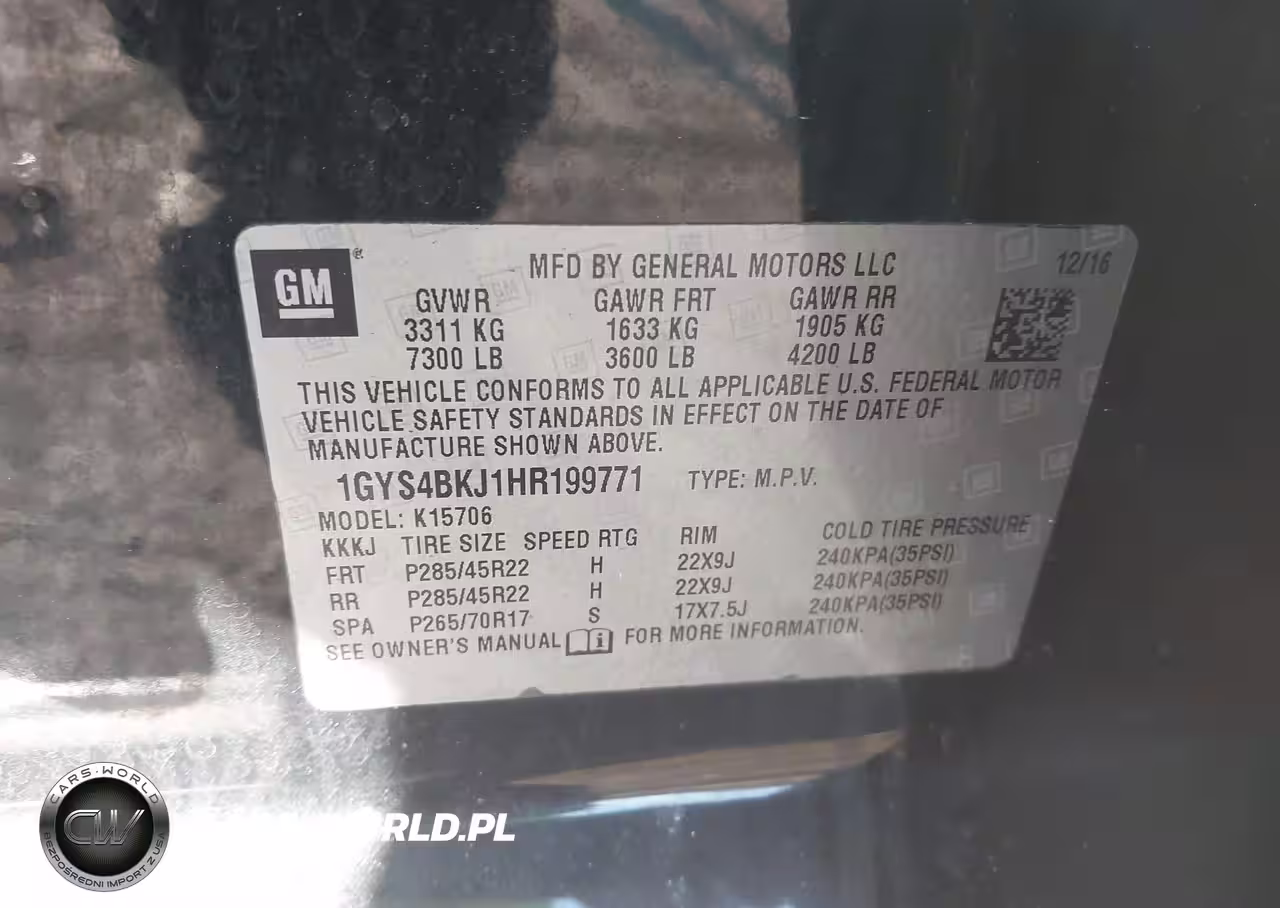 GM ®
MFD BY GENERAL MOTORS LLC 12/16
GVWR GAWR FRT GAWR RR
3311 KG 1633 KG 1905 KG
7300 LB 3600 LB 4200 LB
THIS VEHICLE CONFORMS TO ALL APPLICABLE U.S. FEDERAL MOTOR
VEHICLE SAFETY STANDARDS IN EFFECT ON THE DATE OF
MANUFACTURE SHOWN ABOVE.
1GYS4BKJ1HR199771 TYPE: M.P.V.
MODEL: K15706
KKKJ TIRE SIZE SPEED RTG RIM COLD TIRE PRESSURE
FRT P285/45R22 H 22X9J 240KPA(35PSI)
RR P285/45R22 H 22X9J 240KPA(35PSI)
SPA P265/70R17 S 17X7.5J 240KPA(35PSI)
SEE OWNER'S MANUAL i FOR MORE INFORMATION.
CARS-WORLD
CW
BEZPOŚREDNI IMPORT Z USA
ORLD.PL